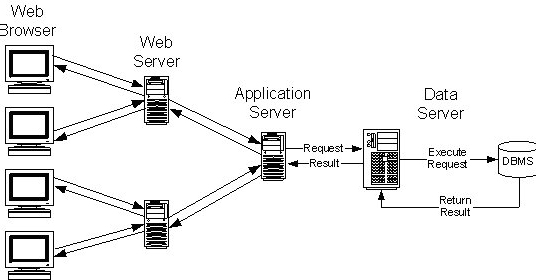 Web
Browser
Web
Server
Application
Server
Data
Server
Request
Result
Execute
Request
DBMS
Return
Result